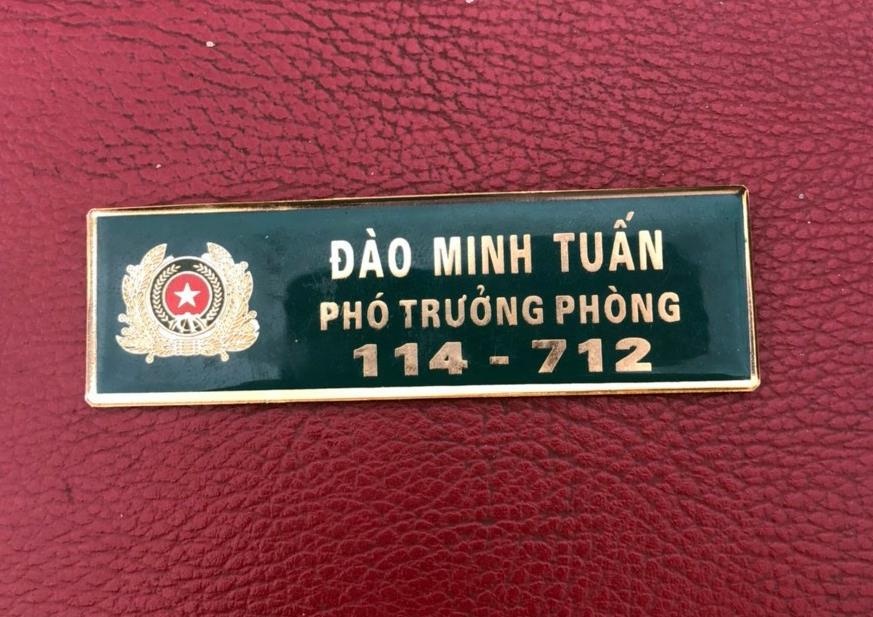 ĐÀO MINH TUẤN
PHÓ TRƯỞNG PHÒNG
114 - 712